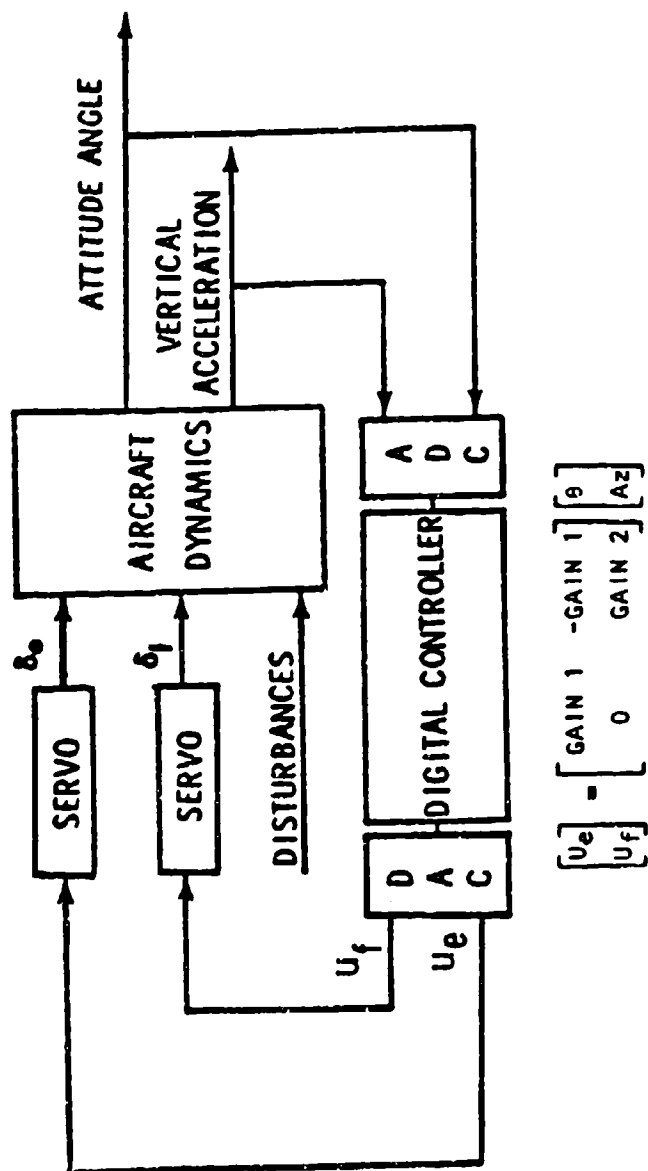 ATTITUDE ANGLE
VERTICAL
ACCELERATION
AIRCRAFT
DYNAMICS
δe
SERVO
δf
SERVO
DISTURBANCES
A
D
C
DIGITAL CONTROLLER
D
A
C
Uf
Ue
[Ue] = [GAIN 1 -GAIN 1] [θ]
[Uf] [0 GAIN 2] [Az]